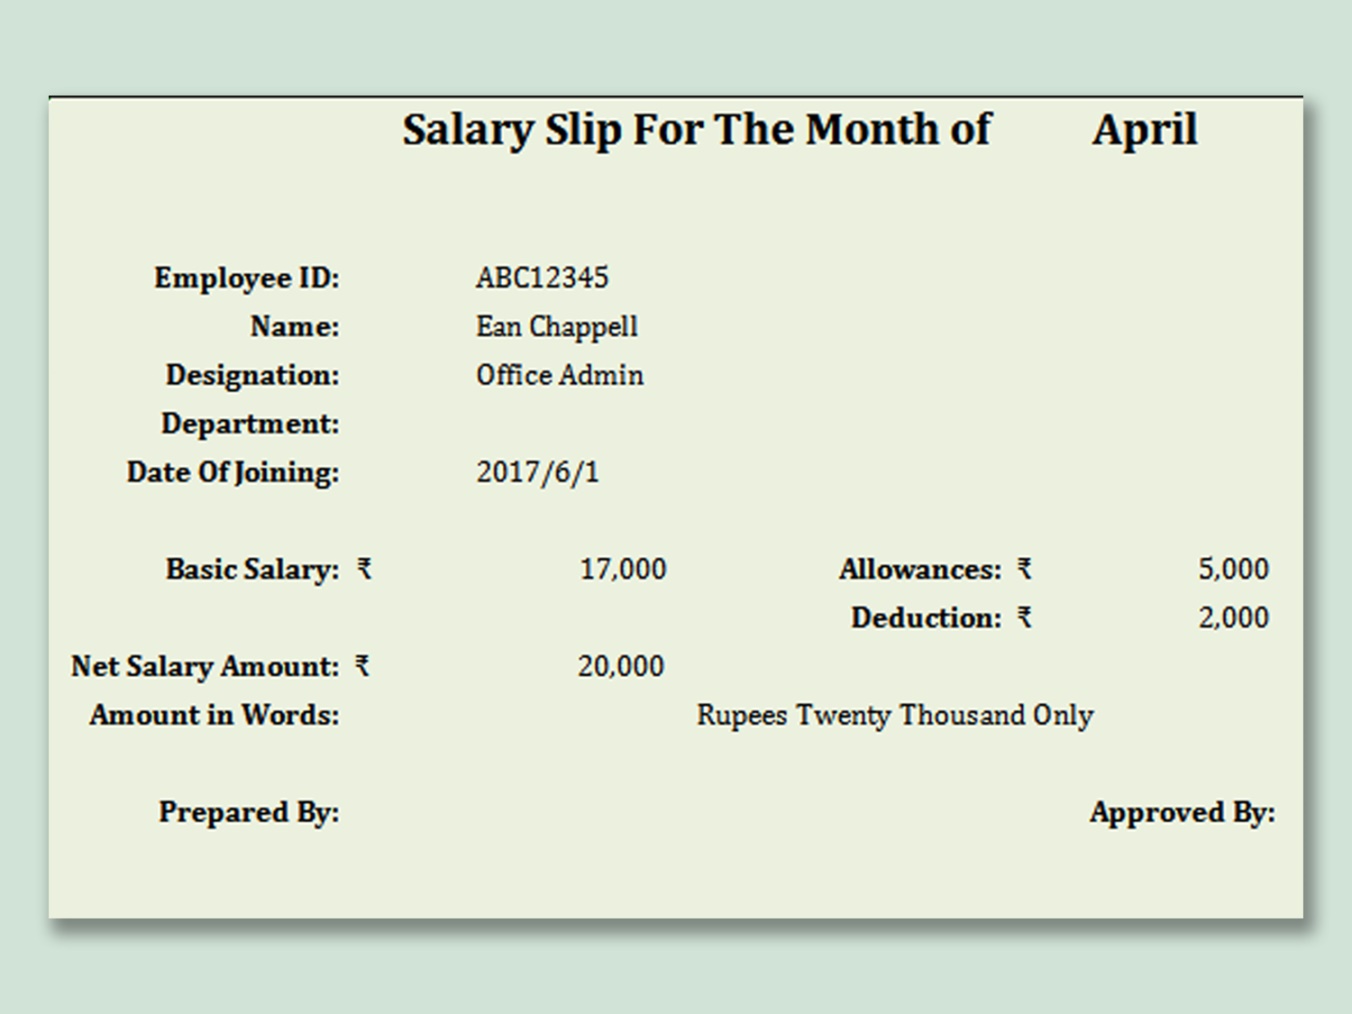 Salary Slip For The Month of April
Employee ID: ABC12345
Name: Ean Chappell
Designation: Office Admin
Department:
Date Of Joining: 2017/6/1
Basic Salary: ₹ 17,000 Allowances: ₹ 5,000
Deduction: ₹ 2,000
Net Salary Amount: ₹ 20,000
Amount in Words: Rupees Twenty Thousand Only
Prepared By: Approved By: